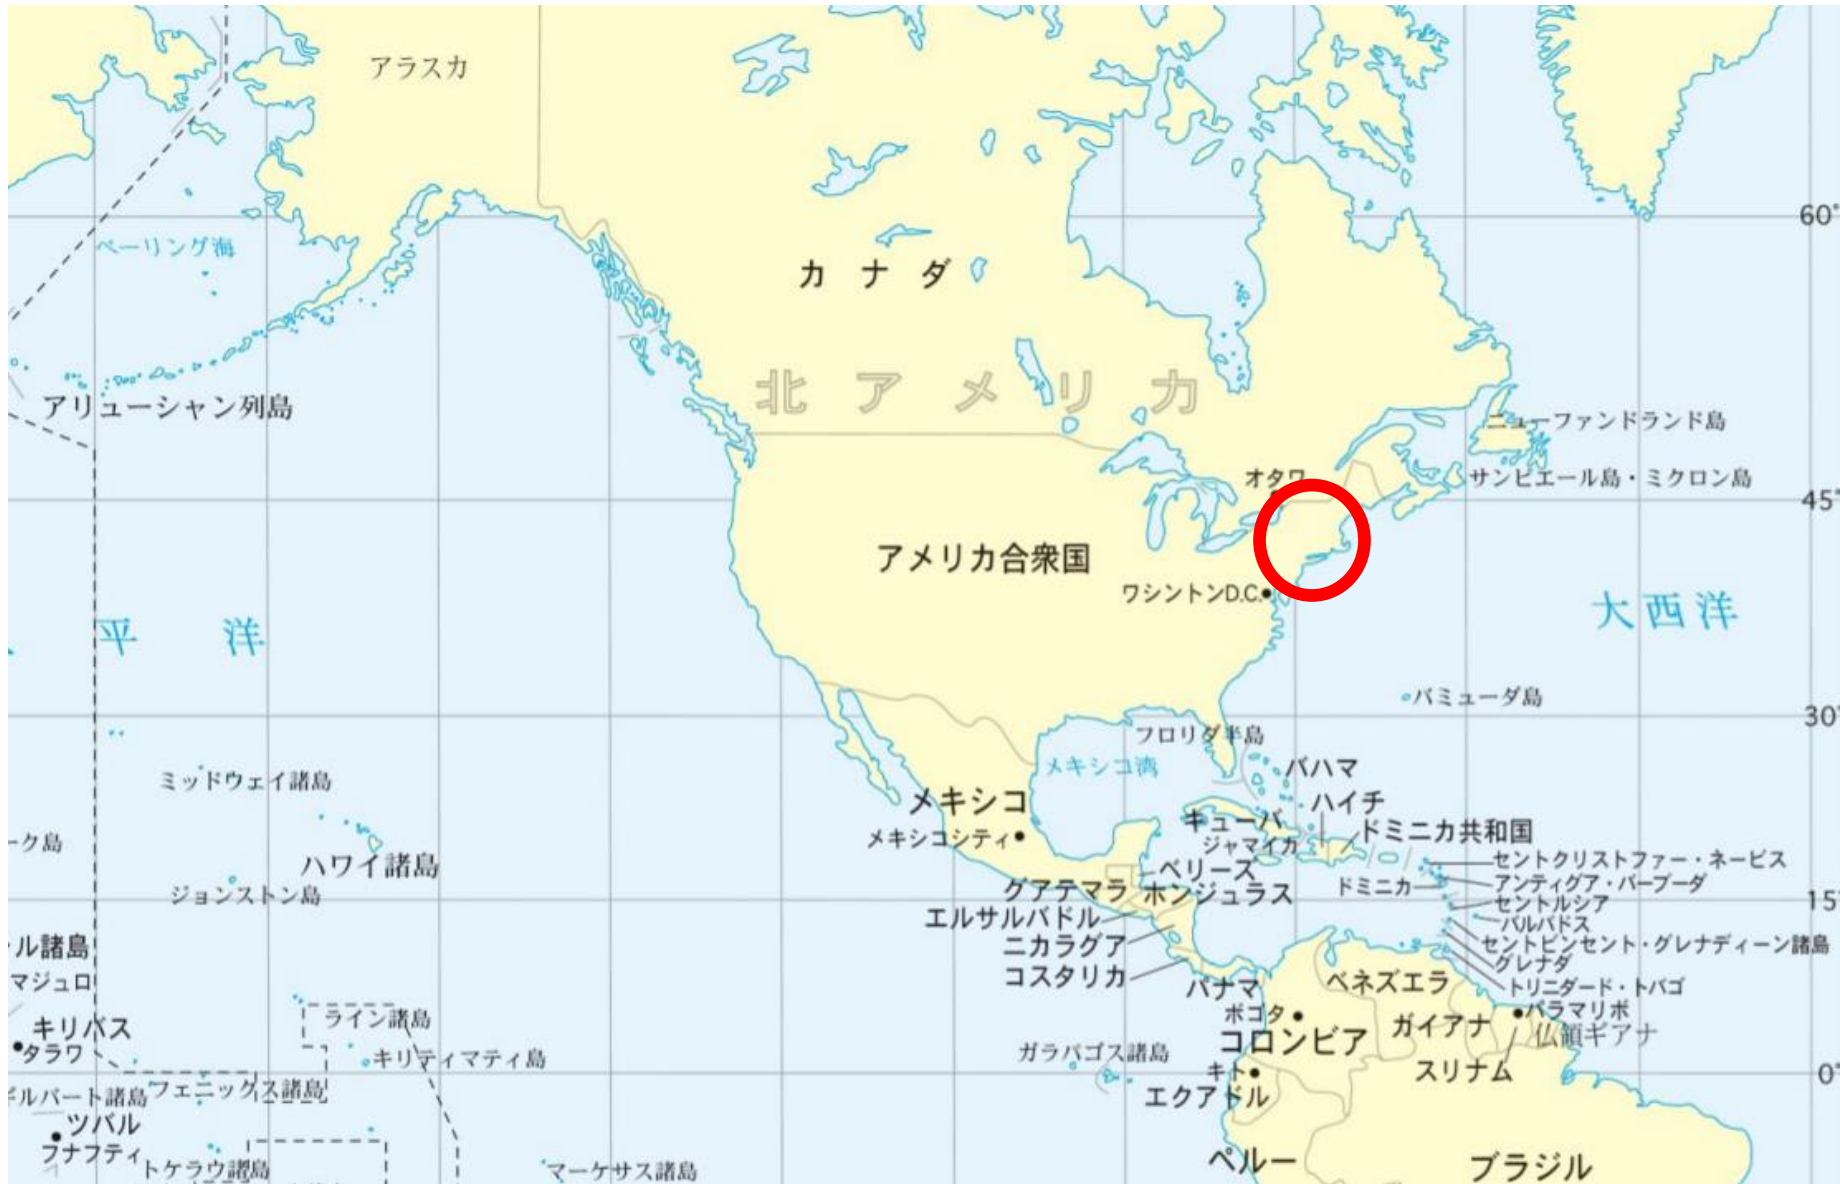 アラスカ
60°
ベーリング海
カナダ
北アメリカ
アリューシャン列島
ニューファンドランド島
オタワ
サンピエール島・ミクロン島
45°
アメリカ合衆国
ワシントンD.C.
大西洋
平洋
バミューダ島
30°
フロリダ半島
メキシコ湾
バハマ
ミッドウェイ諸島
メキシコ
ハイチ
キューバ
ドミニカ共和国
メキシコシティ
ジャマイカ
ーク島
ハワイ諸島
ベリーズ
セントクリストファー・ネービス
ジョンストン島
グアテマラ
ホンジュラス
ドミニカ
アンティグア・バーブーダ
15°
セントルシア
エルサルバドル
バルバドス
ル諸島
ニカラグア
セントビンセント・グレナディーン諸島
グレナダ
マジュロ
コスタリカ
パナマ
ベネズエラ
トリニダード・トバゴ
ボゴタ
パラマリボ
キリバス
ライン諸島
コロンビア
ガイアナ
仏領ギアナ
タラワ
キリティマティ島
ガラパゴス諸島
キト
スリナム
0°
ギルバート諸島
フェニックス諸島
エクアドル
ツバル
フナフティ
トケラウ諸島
マーケサス諸島
ペルー
ブラジル